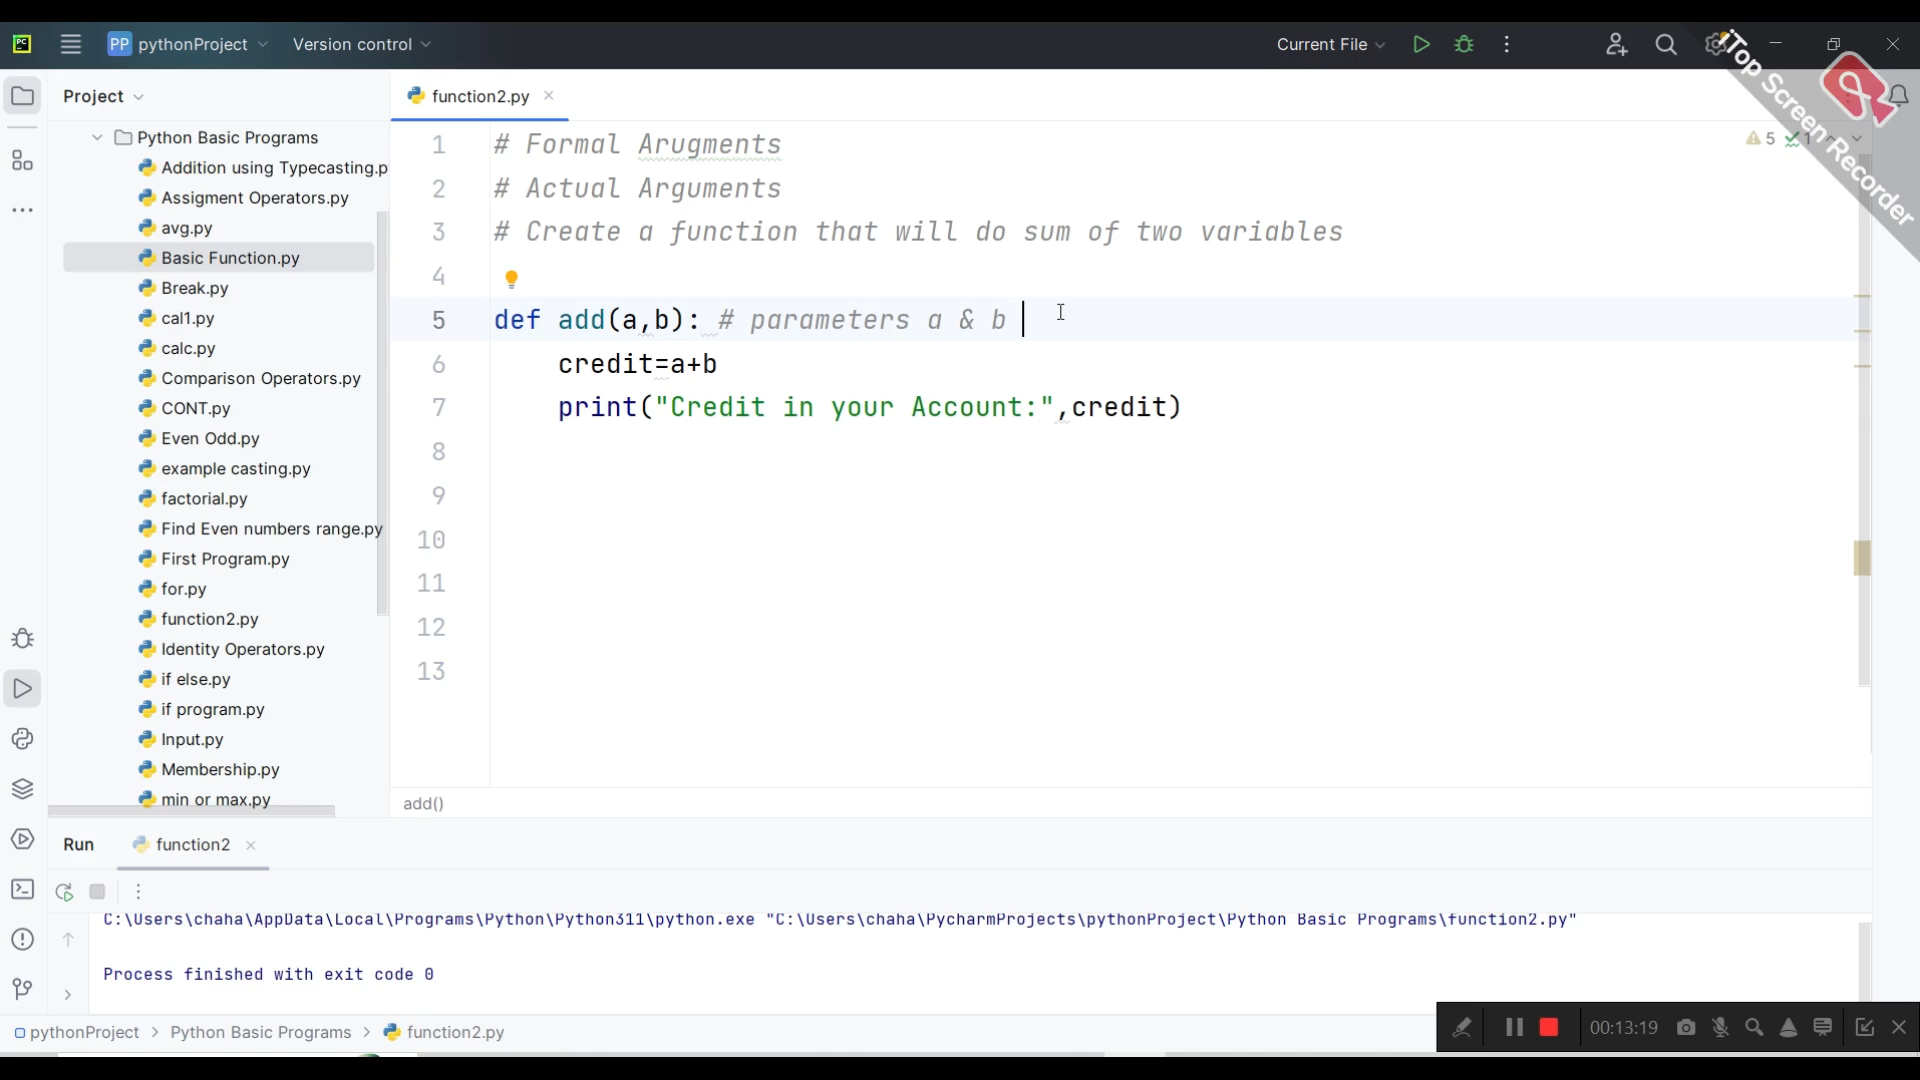 PC
PP pythonProject
Version control
Current File
iTop Screen Recorder
Project
function2.py
Python Basic Programs
Addition using Typecasting.p
Assigment Operators.py
avg.py
Basic Function.py
Break.py
cal1.py
calc.py
Comparison Operators.py
CONT.py
Even Odd.py
example casting.py
factorial.py
Find Even numbers range.py
First Program.py
for.py
function2.py
Identity Operators.py
if else.py
if program.py
Input.py
Membership.py
min or max.py
1 # Formal Arugments
2 # Actual Arguments
3 # Create a function that will do sum of two variables
4
5 def add(a,b): # parameters a & b
6 credit=a+b
7 print("Credit in your Account:",credit)
8
9
10
11
12
13
5 1
add()
Run
function2
C:\Users\chaha\AppData\Local\Programs\Python\Python311\python.exe "C:\Users\chaha\PycharmProjects\pythonProject\Python Basic Programs\function2.py"
Process finished with exit code 0
pythonProject > Python Basic Programs > function2.py
00:13:19